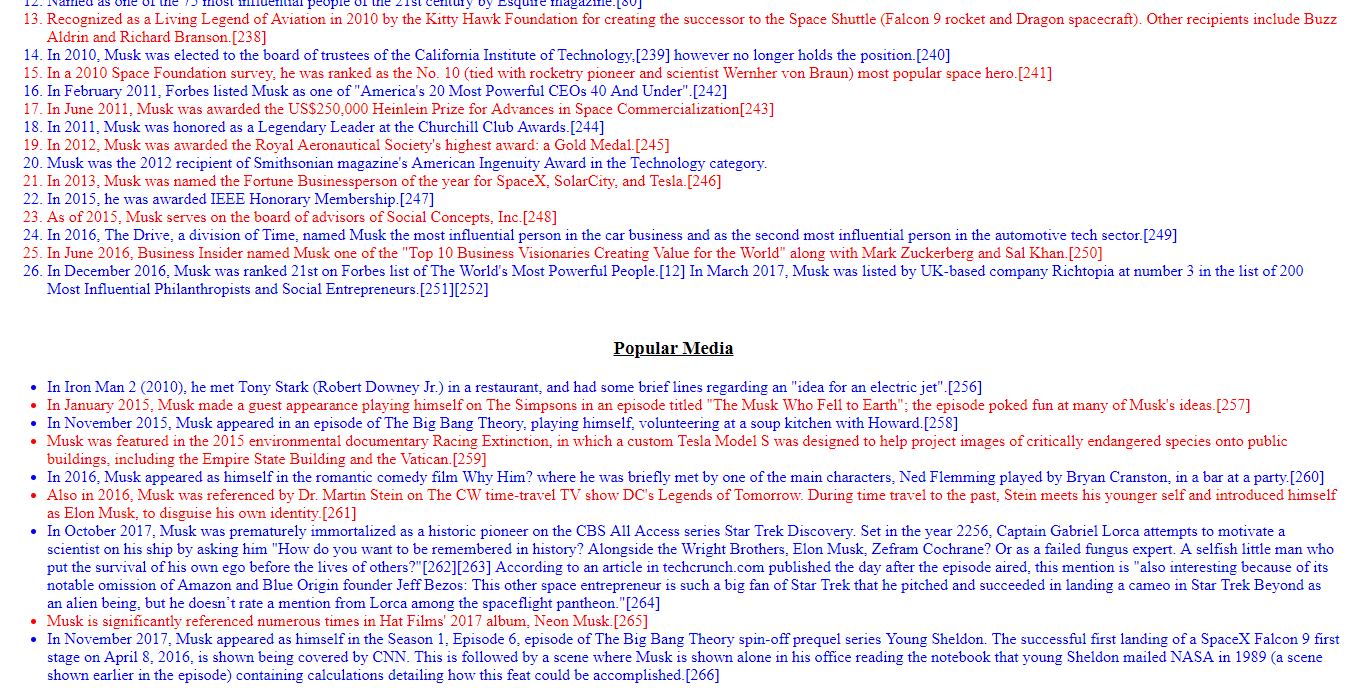 12. Named as one of the 75 most influential people of the 21st century by Esquire magazine.[80]
13. Recognized as a Living Legend of Aviation in 2010 by the Kitty Hawk Foundation for creating the successor to the Space Shuttle (Falcon 9 rocket and Dragon spacecraft). Other recipients include Buzz
Aldrin and Richard Branson.[238]
14. In 2010, Musk was elected to the board of trustees of the California Institute of Technology,[239] however no longer holds the position.[240]
15. In a 2010 Space Foundation survey, he was ranked as the No. 10 (tied with rocketry pioneer and scientist Wernher von Braun) most popular space hero.[241]
16. In February 2011, Forbes listed Musk as one of "America's 20 Most Powerful CEOs 40 And Under".[242]
17. In June 2011, Musk was awarded the US$250,000 Heinlein Prize for Advances in Space Commercialization[243]
18. In 2011, Musk was honored as a Legendary Leader at the Churchill Club Awards.[244]
19. In 2012, Musk was awarded the Royal Aeronautical Society's highest award: a Gold Medal.[245]
20. Musk was the 2012 recipient of Smithsonian magazine's American Ingenuity Award in the Technology category.
21. In 2013, Musk was named the Fortune Businessperson of the year for SpaceX, SolarCity, and Tesla.[246]
22. In 2015, he was awarded IEEE Honorary Membership.[247]
23. As of 2015, Musk serves on the board of advisors of Social Concepts, Inc.[248]
24. In 2016, The Drive, a division of Time, named Musk the most influential person in the car business and as the second most influential person in the automotive tech sector.[249]
25. In June 2016, Business Insider named Musk one of the "Top 10 Business Visionaries Creating Value for the World" along with Mark Zuckerberg and Sal Khan.[250]
26. In December 2016, Musk was ranked 21st on Forbes list of The World's Most Powerful People.[12] In March 2017, Musk was listed by UK-based company Richtopia at number 3 in the list of 200
Most Influential Philanthropists and Social Entrepreneurs.[251][252]
Popular Media
• In Iron Man 2 (2010), he met Tony Stark (Robert Downey Jr.) in a restaurant, and had some brief lines regarding an "idea for an electric jet".[256]
• In January 2015, Musk made a guest appearance playing himself on The Simpsons in an episode titled "The Musk Who Fell to Earth"; the episode poked fun at many of Musk's ideas.[257]
• In November 2015, Musk appeared in an episode of The Big Bang Theory, playing himself, volunteering at a soup kitchen with Howard.[258]
• Musk was featured in the 2015 environmental documentary Racing Extinction, in which a custom Tesla Model S was designed to help project images of critically endangered species onto public
buildings, including the Empire State Building and the Vatican.[259]
• In 2016, Musk appeared as himself in the romantic comedy film Why Him? where he was briefly met by one of the main characters, Ned Flemming played by Bryan Cranston, in a bar at a party.[260]
• Also in 2016, Musk was referenced by Dr. Martin Stein on The CW time-travel TV show DC's Legends of Tomorrow. During time travel to the past, Stein meets his younger self and introduced himself
as Elon Musk, to disguise his own identity.[261]
• In October 2017, Musk was prematurely immortalized as a historic pioneer on the CBS All Access series Star Trek Discovery. Set in the year 2256, Captain Gabriel Lorca attempts to motivate a
scientist on his ship by asking him "How do you want to be remembered in history? Alongside the Wright Brothers, Elon Musk, Zefram Cochrane? Or as a failed fungus expert. A selfish little man who
put the survival of his own ego before the lives of others?"[262][263] According to an article in techcrunch.com published the day after the episode aired, this mention is "also interesting because of its
notable omission of Amazon and Blue Origin founder Jeff Bezos: This other space entrepreneur is such a big fan of Star Trek that he pitched and succeeded in landing a cameo in Star Trek Beyond as
an alien being, but he doesn’t rate a mention from Lorca among the spaceflight pantheon."[264]
• Musk is significantly referenced numerous times in Hat Films' 2017 album, Neon Musk.[265]
• In November 2017, Musk appeared as himself in the Season 1, Episode 6, episode of The Big Bang Theory spin-off prequel series Young Sheldon. The successful first landing of a SpaceX Falcon 9 first
stage on April 8, 2016, is shown being covered by CNN. This is followed by a scene where Musk is shown alone in his office reading the notebook that young Sheldon mailed NASA in 1989 (a scene
shown earlier in the episode) containing calculations detailing how this feat could be accomplished.[266]